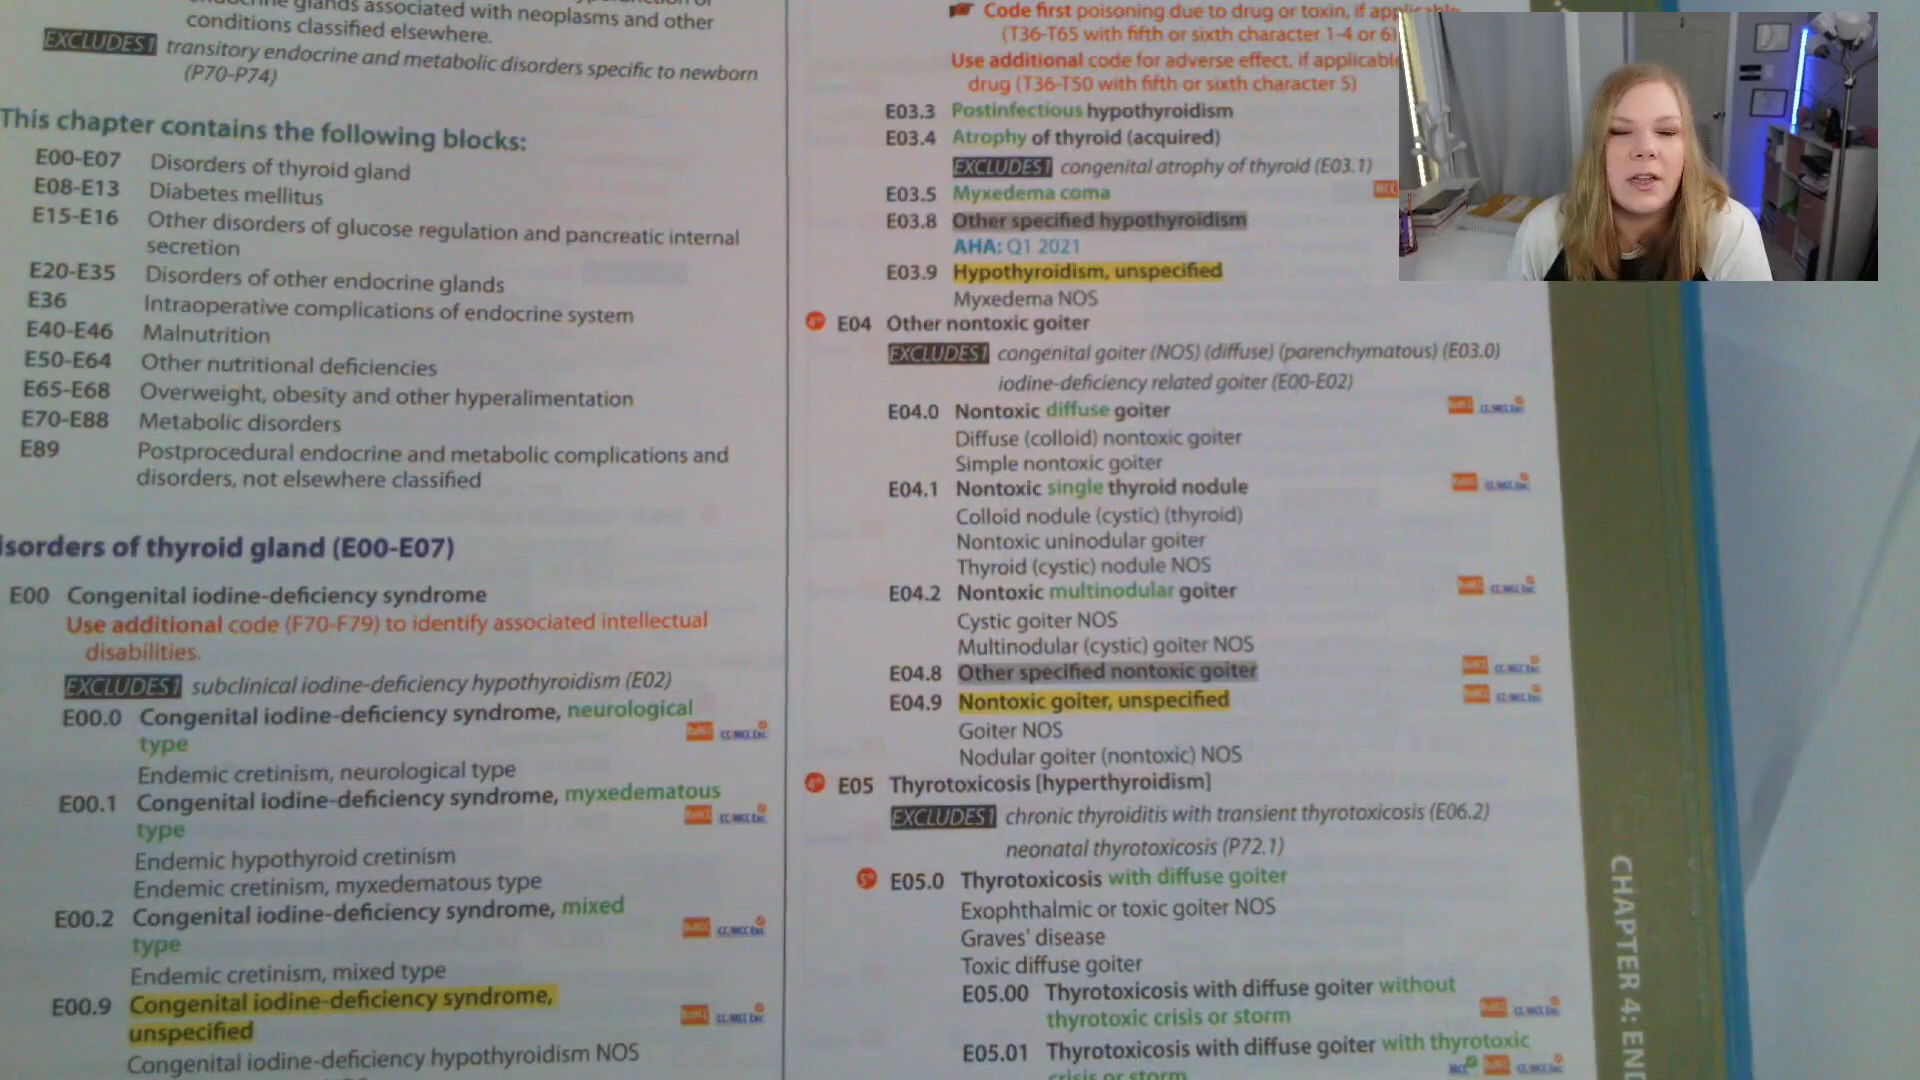 glands associated with neoplasms and other
conditions classified elsewhere.
EXCLUDES1 transitory endocrine and metabolic disorders specific to newborn
(P70-P74)
This chapter contains the following blocks:
E00-E07 Disorders of thyroid gland
E08-E13 Diabetes mellitus
E15-E16 Other disorders of glucose regulation and pancreatic internal
secretion
E20-E35 Disorders of other endocrine glands
E36 Intraoperative complications of endocrine system
E40-E46 Malnutrition
E50-E64 Other nutritional deficiencies
E65-E68 Overweight, obesity and other hyperalimentation
E70-E88 Metabolic disorders
E89 Postprocedural endocrine and metabolic complications and
disorders, not elsewhere classified
isorders of thyroid gland (E00-E07)
E00 Congenital iodine-deficiency syndrome
Use additional code (F70-F79) to identify associated intellectual
disabilities.
EXCLUDES1 subclinical iodine-deficiency hypothyroidism (E02)
E00.0 Congenital iodine-deficiency syndrome, neurological
type
Endemic cretinism, neurological type
E00.1 Congenital iodine-deficiency syndrome, myxedematous
type
Endemic hypothyroid cretinism
Endemic cretinism, myxedematous type
E00.2 Congenital iodine-deficiency syndrome, mixed
type
Endemic cretinism, mixed type
E00.9 Congenital iodine-deficiency syndrome,
unspecified
Congenital iodine-deficiency hypothyroidism NOS
Code first poisoning due to drug or toxin, if applicable
(T36-T65 with fifth or sixth character 1-4 or 6)
Use additional code for adverse effect, if applicable
drug (T36-T50 with fifth or sixth character 5)
E03.3 Postinfectious hypothyroidism
E03.4 Atrophy of thyroid (acquired)
EXCLUDES1 congenital atrophy of thyroid (E03.1)
E03.5 Myxedema coma
E03.8 Other specified hypothyroidism
AHA: Q1 2021
E03.9 Hypothyroidism, unspecified
Myxedema NOS
4th E04 Other nontoxic goiter
EXCLUDES1 congenital goiter (NOS) (diffuse) (parenchymatous) (E03.0)
iodine-deficiency related goiter (E00-E02)
E04.0 Nontoxic diffuse goiter
Diffuse (colloid) nontoxic goiter
Simple nontoxic goiter
E04.1 Nontoxic single thyroid nodule
Colloid nodule (cystic) (thyroid)
Nontoxic uninodular goiter
Thyroid (cystic) nodule NOS
E04.2 Nontoxic multinodular goiter
Cystic goiter NOS
Multinodular (cystic) goiter NOS
E04.8 Other specified nontoxic goiter
E04.9 Nontoxic goiter, unspecified
Goiter NOS
Nodular goiter (nontoxic) NOS
4th E05 Thyrotoxicosis [hyperthyroidism]
EXCLUDES1 chronic thyroiditis with transient thyrotoxicosis (E06.2)
neonatal thyrotoxicosis (P72.1)
5th E05.0 Thyrotoxicosis with diffuse goiter
Exophthalmic or toxic goiter NOS
Graves' disease
Toxic diffuse goiter
E05.00 Thyrotoxicosis with diffuse goiter without
thyrotoxic crisis or storm
E05.01 Thyrotoxicosis with diffuse goiter with thyrotoxic
crisis or storm
CHAPTER 4: END